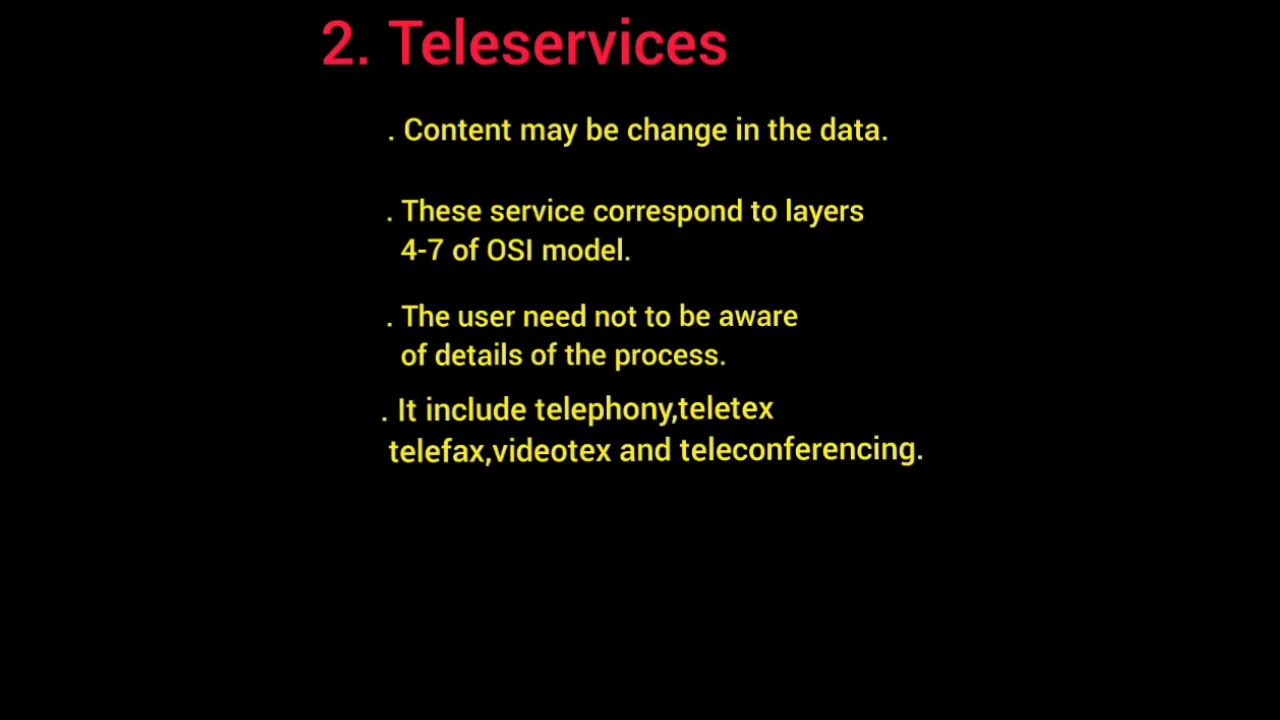 2. Teleservices
. Content may be change in the data.
. These service correspond to layers
4-7 of OSI model.
. The user need not to be aware
of details of the process.
. It include telephony,teletex
telefax,videotex and teleconferencing.